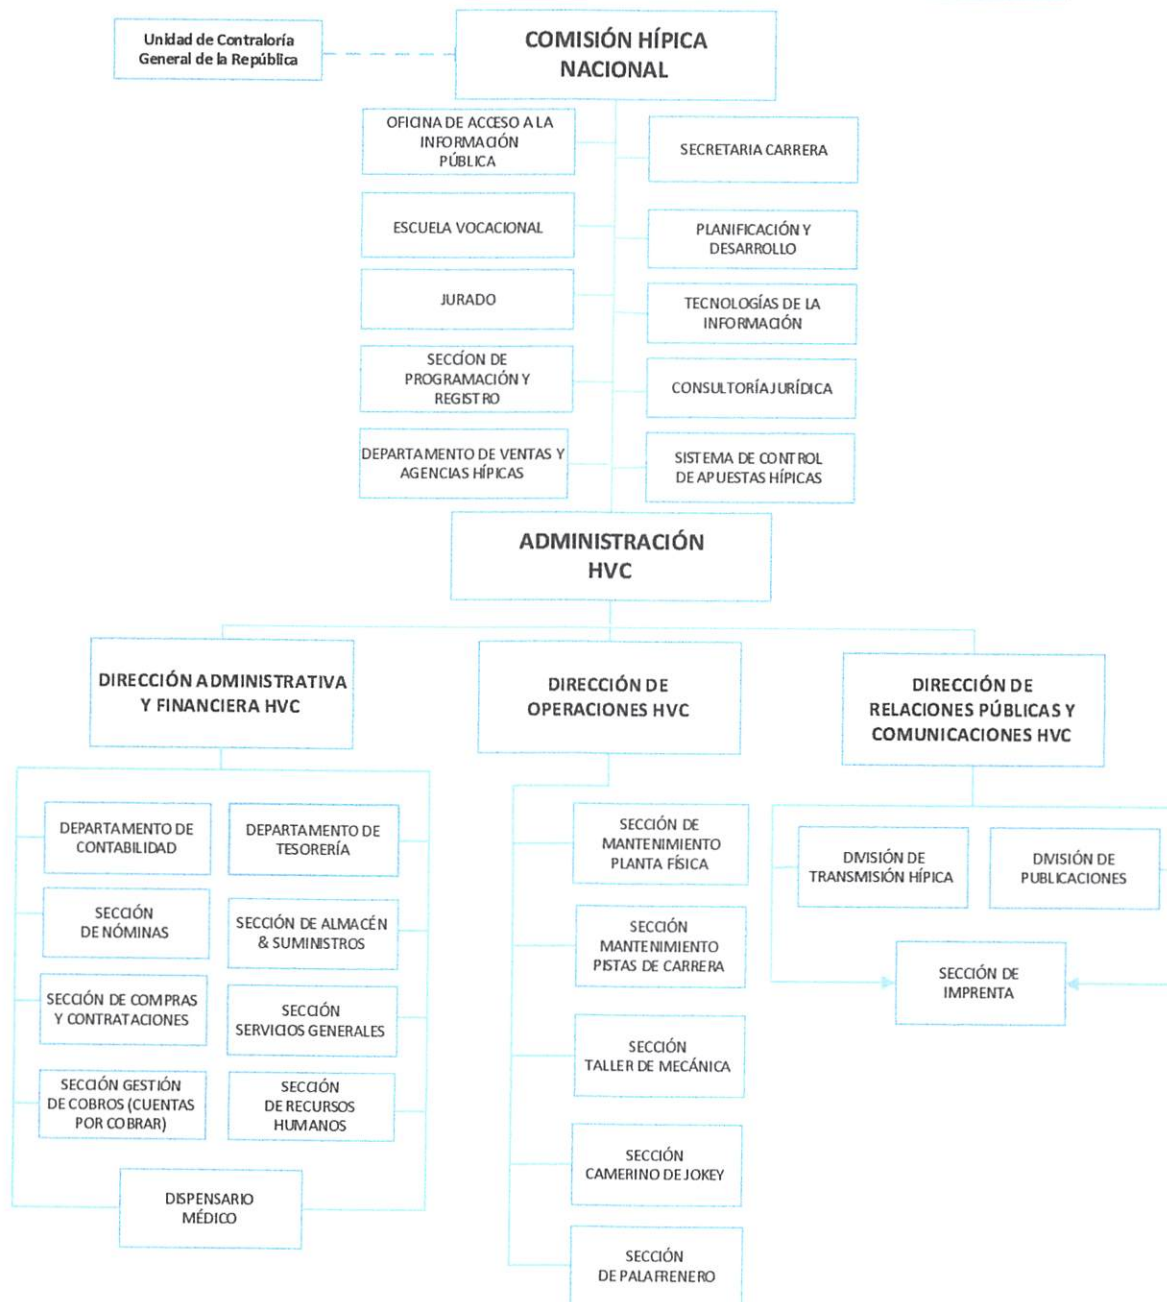 Unidad de Contraloría
General de la República
COMISIÓN HÍPICA
NACIONAL
OFICINA DE ACCESO A LA
INFORMACIÓN
PÚBLICA
SECRETARIA CARRERA
ESCUELA VOCACIONAL
PLANIFICACIÓN Y
DESARROLLO
JURADO
TECNOLOGÍAS DE LA
INFORMACIÓN
SECCÍON DE
PROGRAMACIÓN Y
REGISTRO
CONSULTORÍA JURÍDICA
DEPARTAMENTO DE VENTAS Y
AGENCIAS HÍPICAS
SISTEMA DE CONTROL
DE APUESTAS HÍPICAS
ADMINISTRACIÓN
HVC
DIRECCIÓN ADMINISTRATIVA
Y FINANCIERA HVC
DIRECCIÓN DE
OPERACIONES HVC
DIRECCIÓN DE
RELACIONES PÚBLICAS Y
COMUNICACIONES HVC
DEPARTAMENTO DE
CONTABILIDAD
DEPARTAMENTO DE
TESORERÍA
SECCIÓN
DE NÓMINAS
SECCIÓN DE ALMACÉN
& SUMINISTROS
SECCIÓN DE COMPRAS
Y CONTRATACIONES
SECCIÓN
SERVICIOS GENERALES
SECCIÓN GESTIÓN
DE COBROS (CUENTAS
POR COBRAR)
SECCIÓN
DE RECURSOS
HUMANOS
DISPENSARIO
MÉDICO
SECCIÓN DE
MANTENIMIENTO
PLANTA FÍSICA
SECCIÓN
MANTENIMIENTO
PISTAS DE CARRERA
SECCIÓN
TALLER DE MECÁNICA
SECCIÓN
CAMERINO DE JOKEY
SECCIÓN
DE PALAFRENERO
DIVISIÓN DE
TRANSMISIÓN HÍPICA
DIVISIÓN DE
PUBLICACIONES
SECCIÓN DE
IMPRENTA